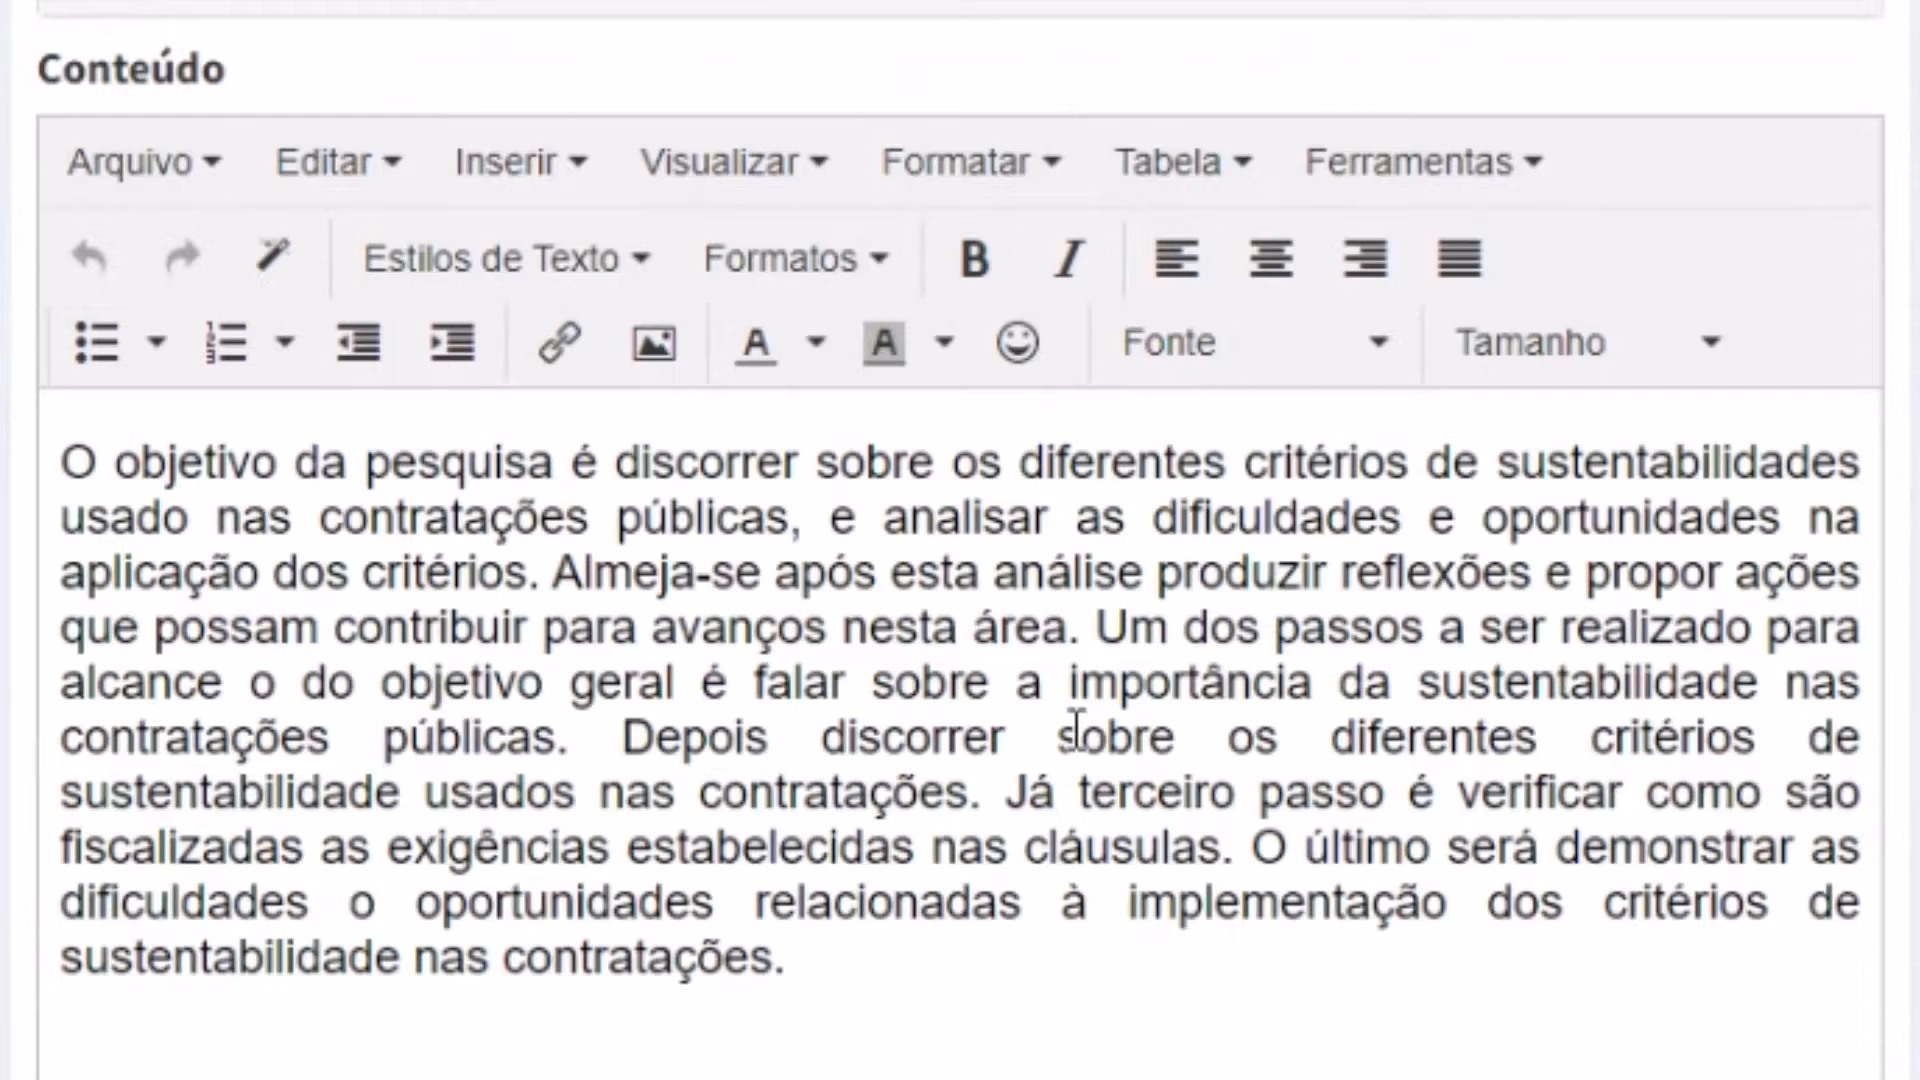 Conteúdo
Arquivo Editar Inserir Visualizar Formatar Tabela Ferramentas
Estilos de Texto Formatos B I
A A Fonte Tamanho
O objetivo da pesquisa é discorrer sobre os diferentes critérios de sustentabilidades
usado nas contratações públicas, e analisar as dificuldades e oportunidades na
aplicação dos critérios. Almeja-se após esta análise produzir reflexões e propor ações
que possam contribuir para avanços nesta área. Um dos passos a ser realizado para
alcance o do objetivo geral é falar sobre a importância da sustentabilidade nas
contratações públicas. Depois discorrer sobre os diferentes critérios de
sustentabilidade usados nas contratações. Já terceiro passo é verificar como são
fiscalizadas as exigências estabelecidas nas cláusulas. O último será demonstrar as
dificuldades o oportunidades relacionadas à implementação dos critérios de
sustentabilidade nas contratações.